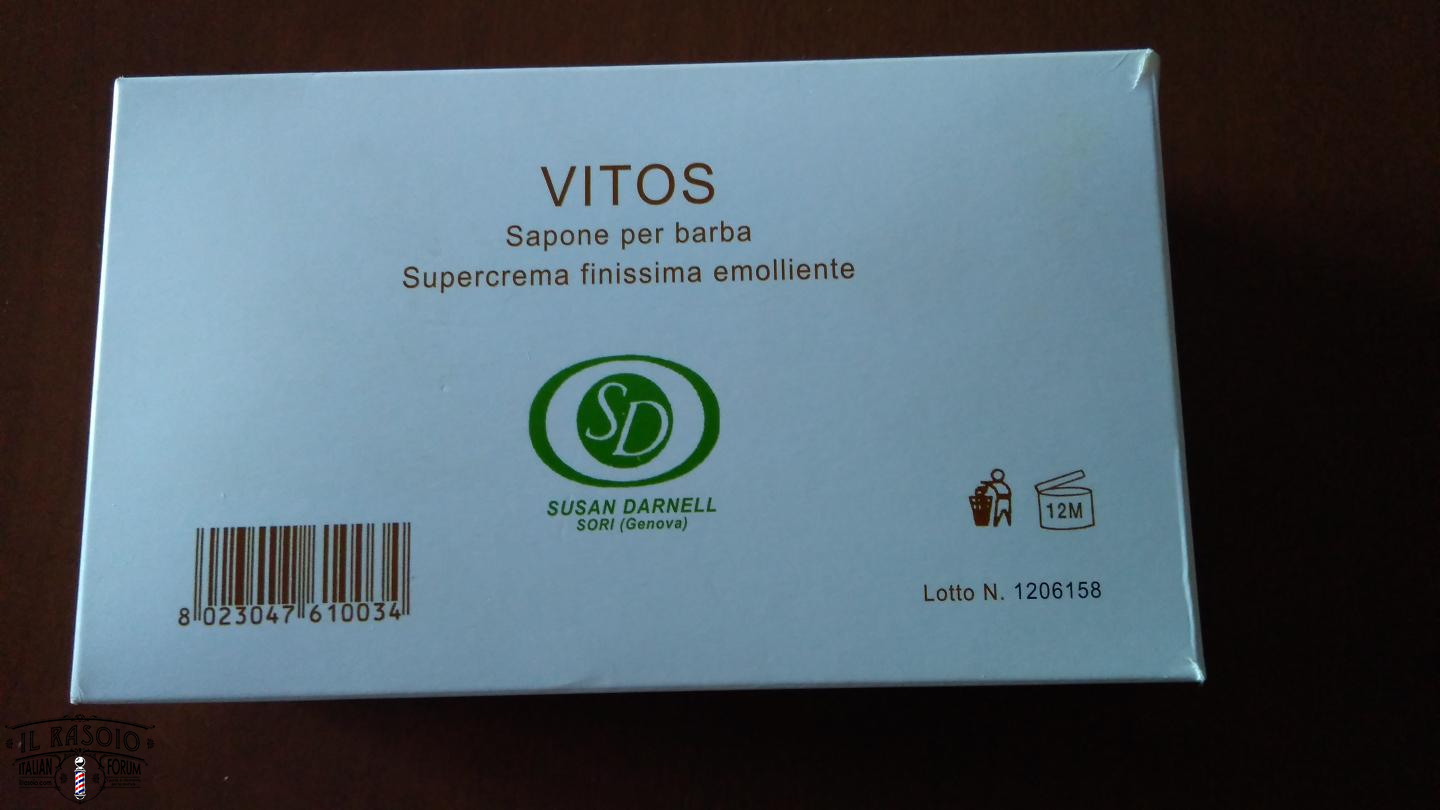 VITOS
Sapone per barba
Supercrema finissima emolliente
SD
SUSAN DARNELL
SORI (Genova)
12M
8 023047 610034
Lotto N. 1206158
IL RASOIO
ITALIAN FORUM